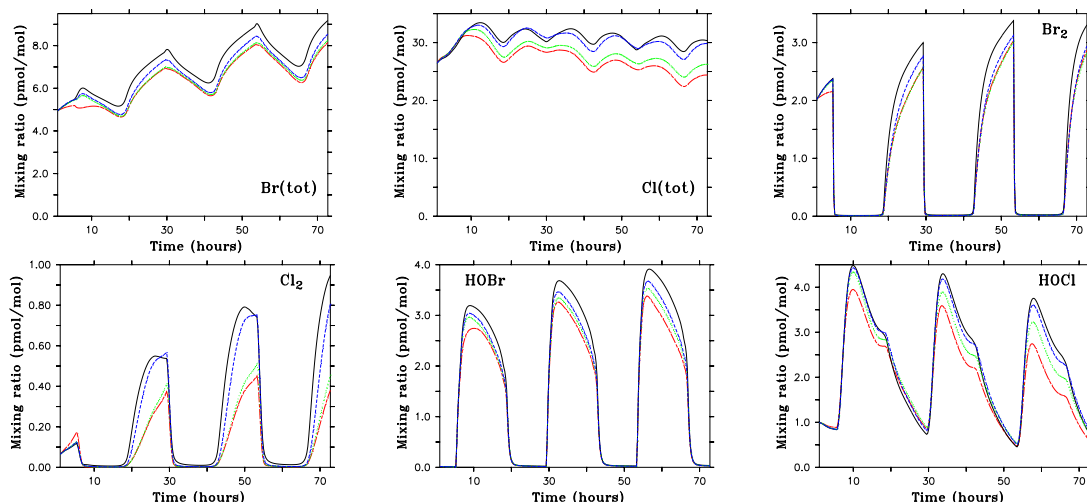 Mixing ratio (pmol/mol)
8.0
6.0
4.0
2.0
0.0
Br(tot)
10 30 50 70
Time (hours)
Mixing ratio (pmol/mol)
30.
20.
10.
0.
Cl(tot)
10 30 50 70
Time (hours)
Mixing ratio (pmol/mol)
3.0
2.0
1.0
0.0
Br₂
10 30 50 70
Time (hours)
Mixing ratio (pmol/mol)
1.00
0.80
0.60
0.40
0.20
0.00
Cl₂
10 30 50 70
Time (hours)
Mixing ratio (pmol/mol)
4.0
3.0
2.0
1.0
0.0
HOBr
10 30 50 70
Time (hours)
Mixing ratio (pmol/mol)
4.0
3.0
2.0
1.0
0.0
HOCl
10 30 50 70
Time (hours)